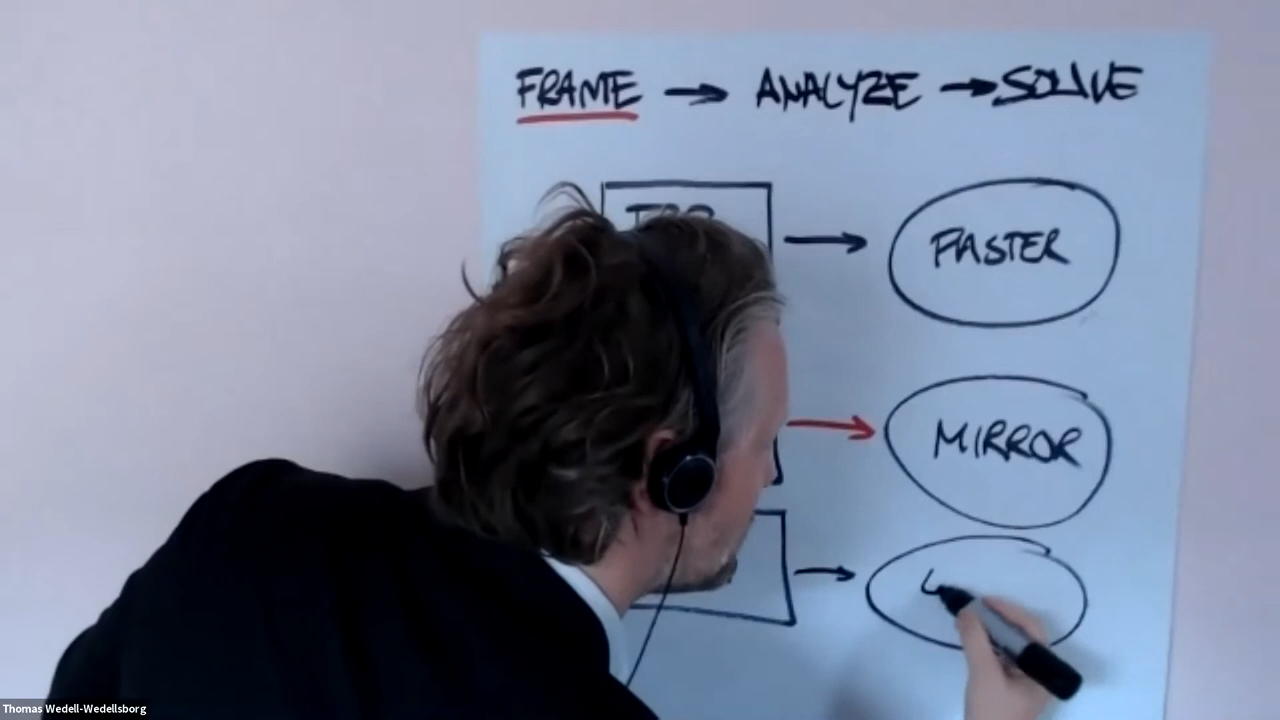 FRAME → ANALYZE → SOLVE
FASTER
MIRROR
Thomas Wedell-Wedellsborg